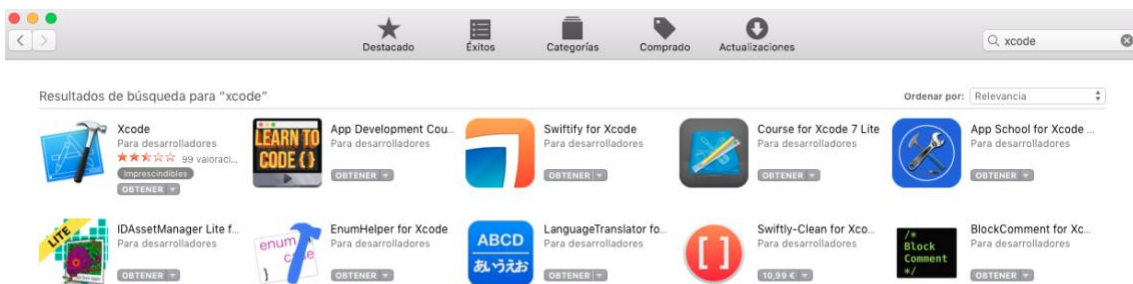 Destacado
Éxitos
Categorías
Comprado
Actualizaciones
xcode
Resultados de búsqueda para "xcode"
Ordenar por: Relevancia
Xcode
Para desarrolladores
99 valoraci...
Imprescindibles
OBTENER
LEARN TO
CODE {}
App Development Cou...
Para desarrolladores
OBTENER
Swiftify for Xcode
Para desarrolladores
OBTENER
Course for Xcode 7 Lite
Para desarrolladores
OBTENER
App School for Xcode ...
Para desarrolladores
OBTENER
LITE
IDAssetManager Lite f...
Para desarrolladores
OBTENER
enum
case
}
EnumHelper for Xcode
Para desarrolladores
OBTENER
ABCD
あいうえお
LanguageTranslator fo...
Para desarrolladores
OBTENER
[ ]
Swiftly-Clean for Xco...
Para desarrolladores
10,99 €
/*
Block
Comment
*/
BlockComment for Xc...
Para desarrolladores
OBTENER